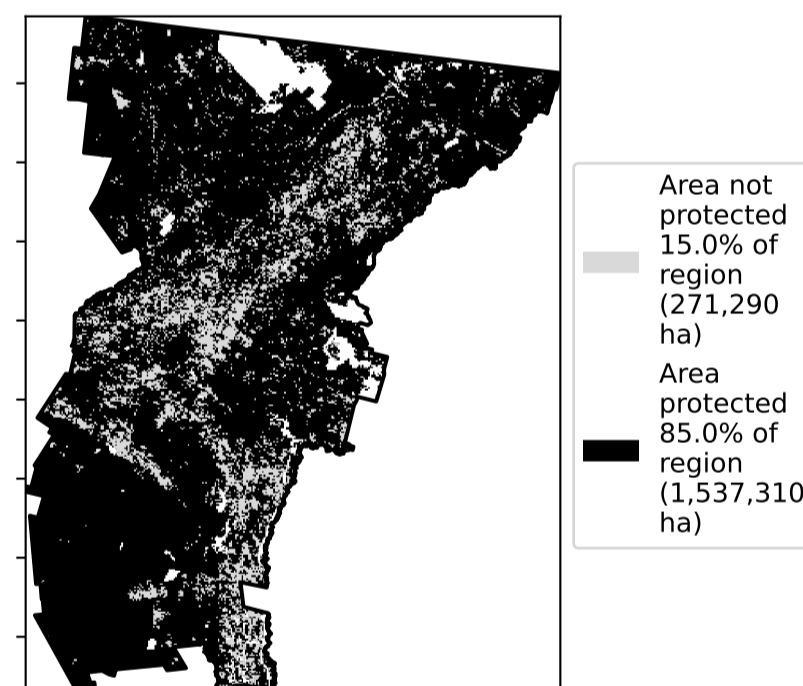 Area not
protected
15.0% of
region
(271,290
ha)
Area
protected
85.0% of
region
(1,537,310
ha)